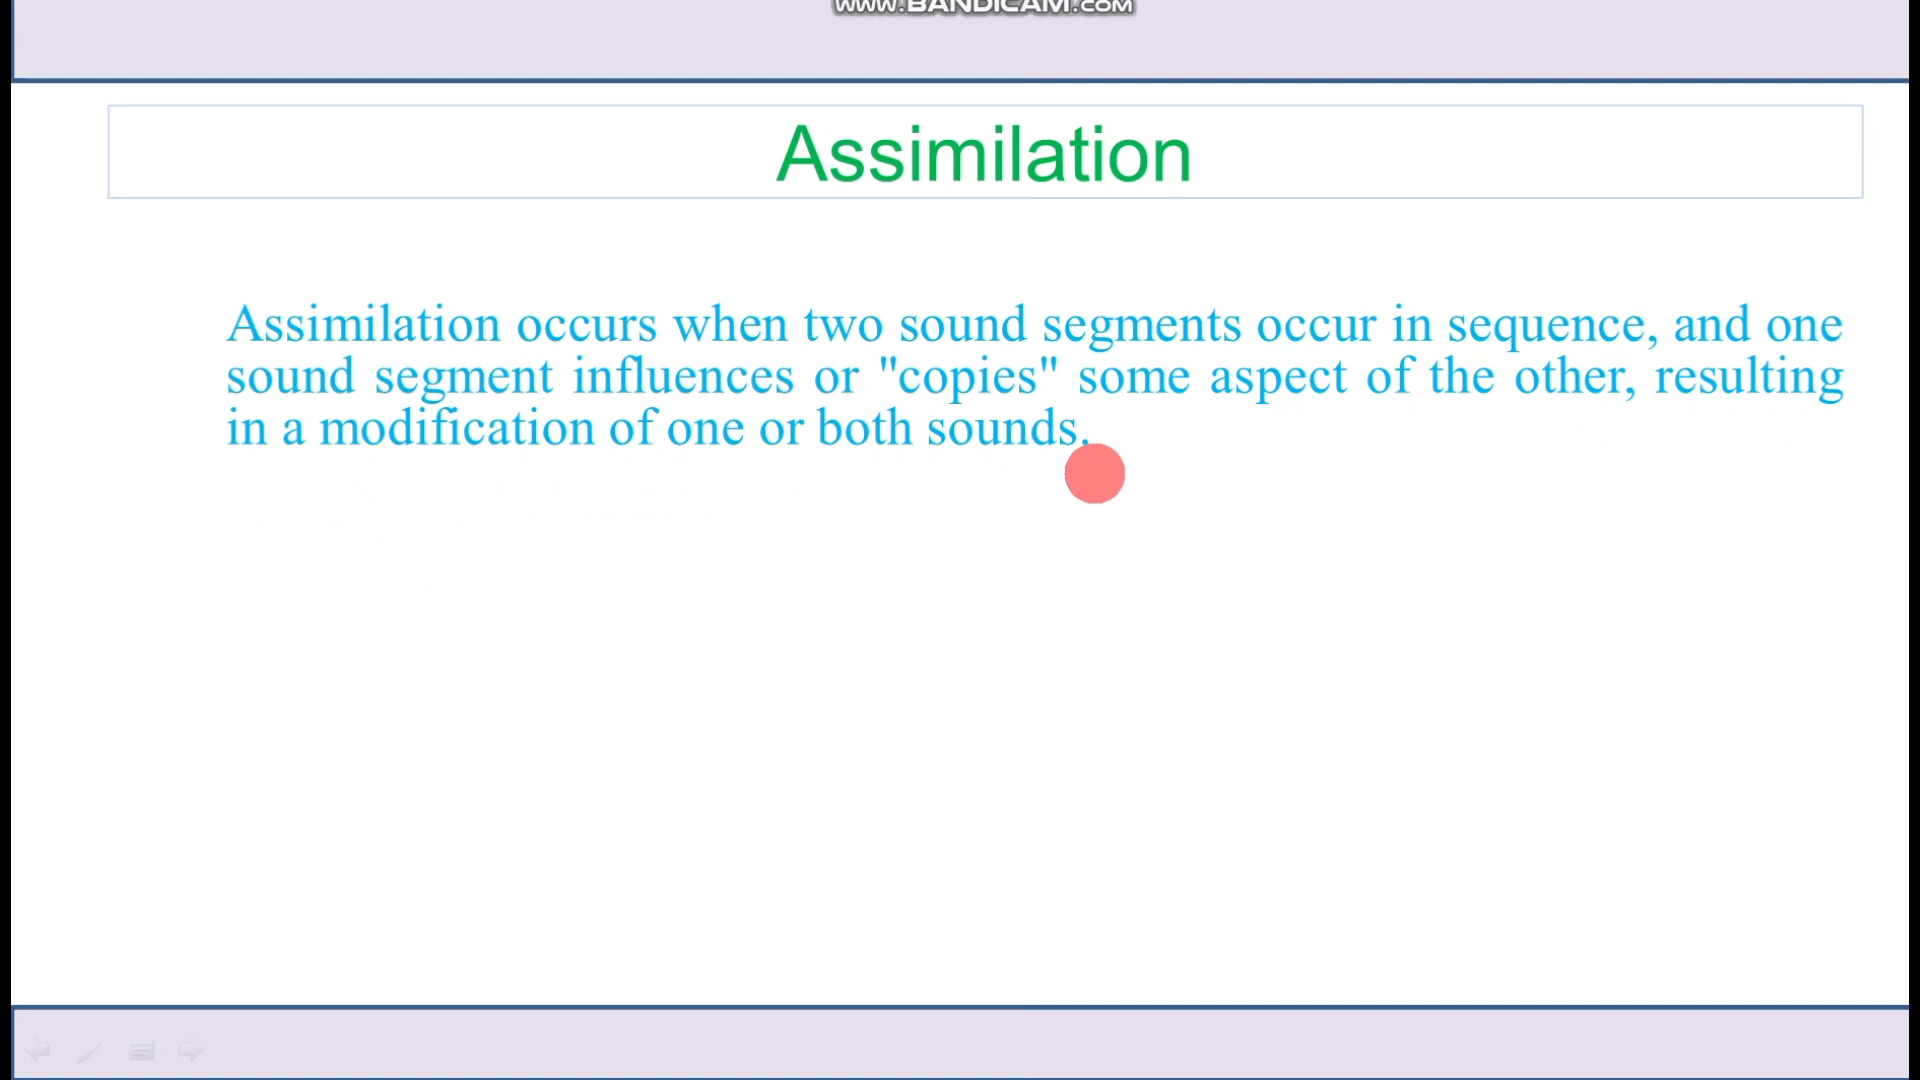 www.BANDICAM.com
Assimilation
Assimilation occurs when two sound segments occur in sequence, and one
sound segment influences or "copies" some aspect of the other, resulting
in a modification of one or both sounds.